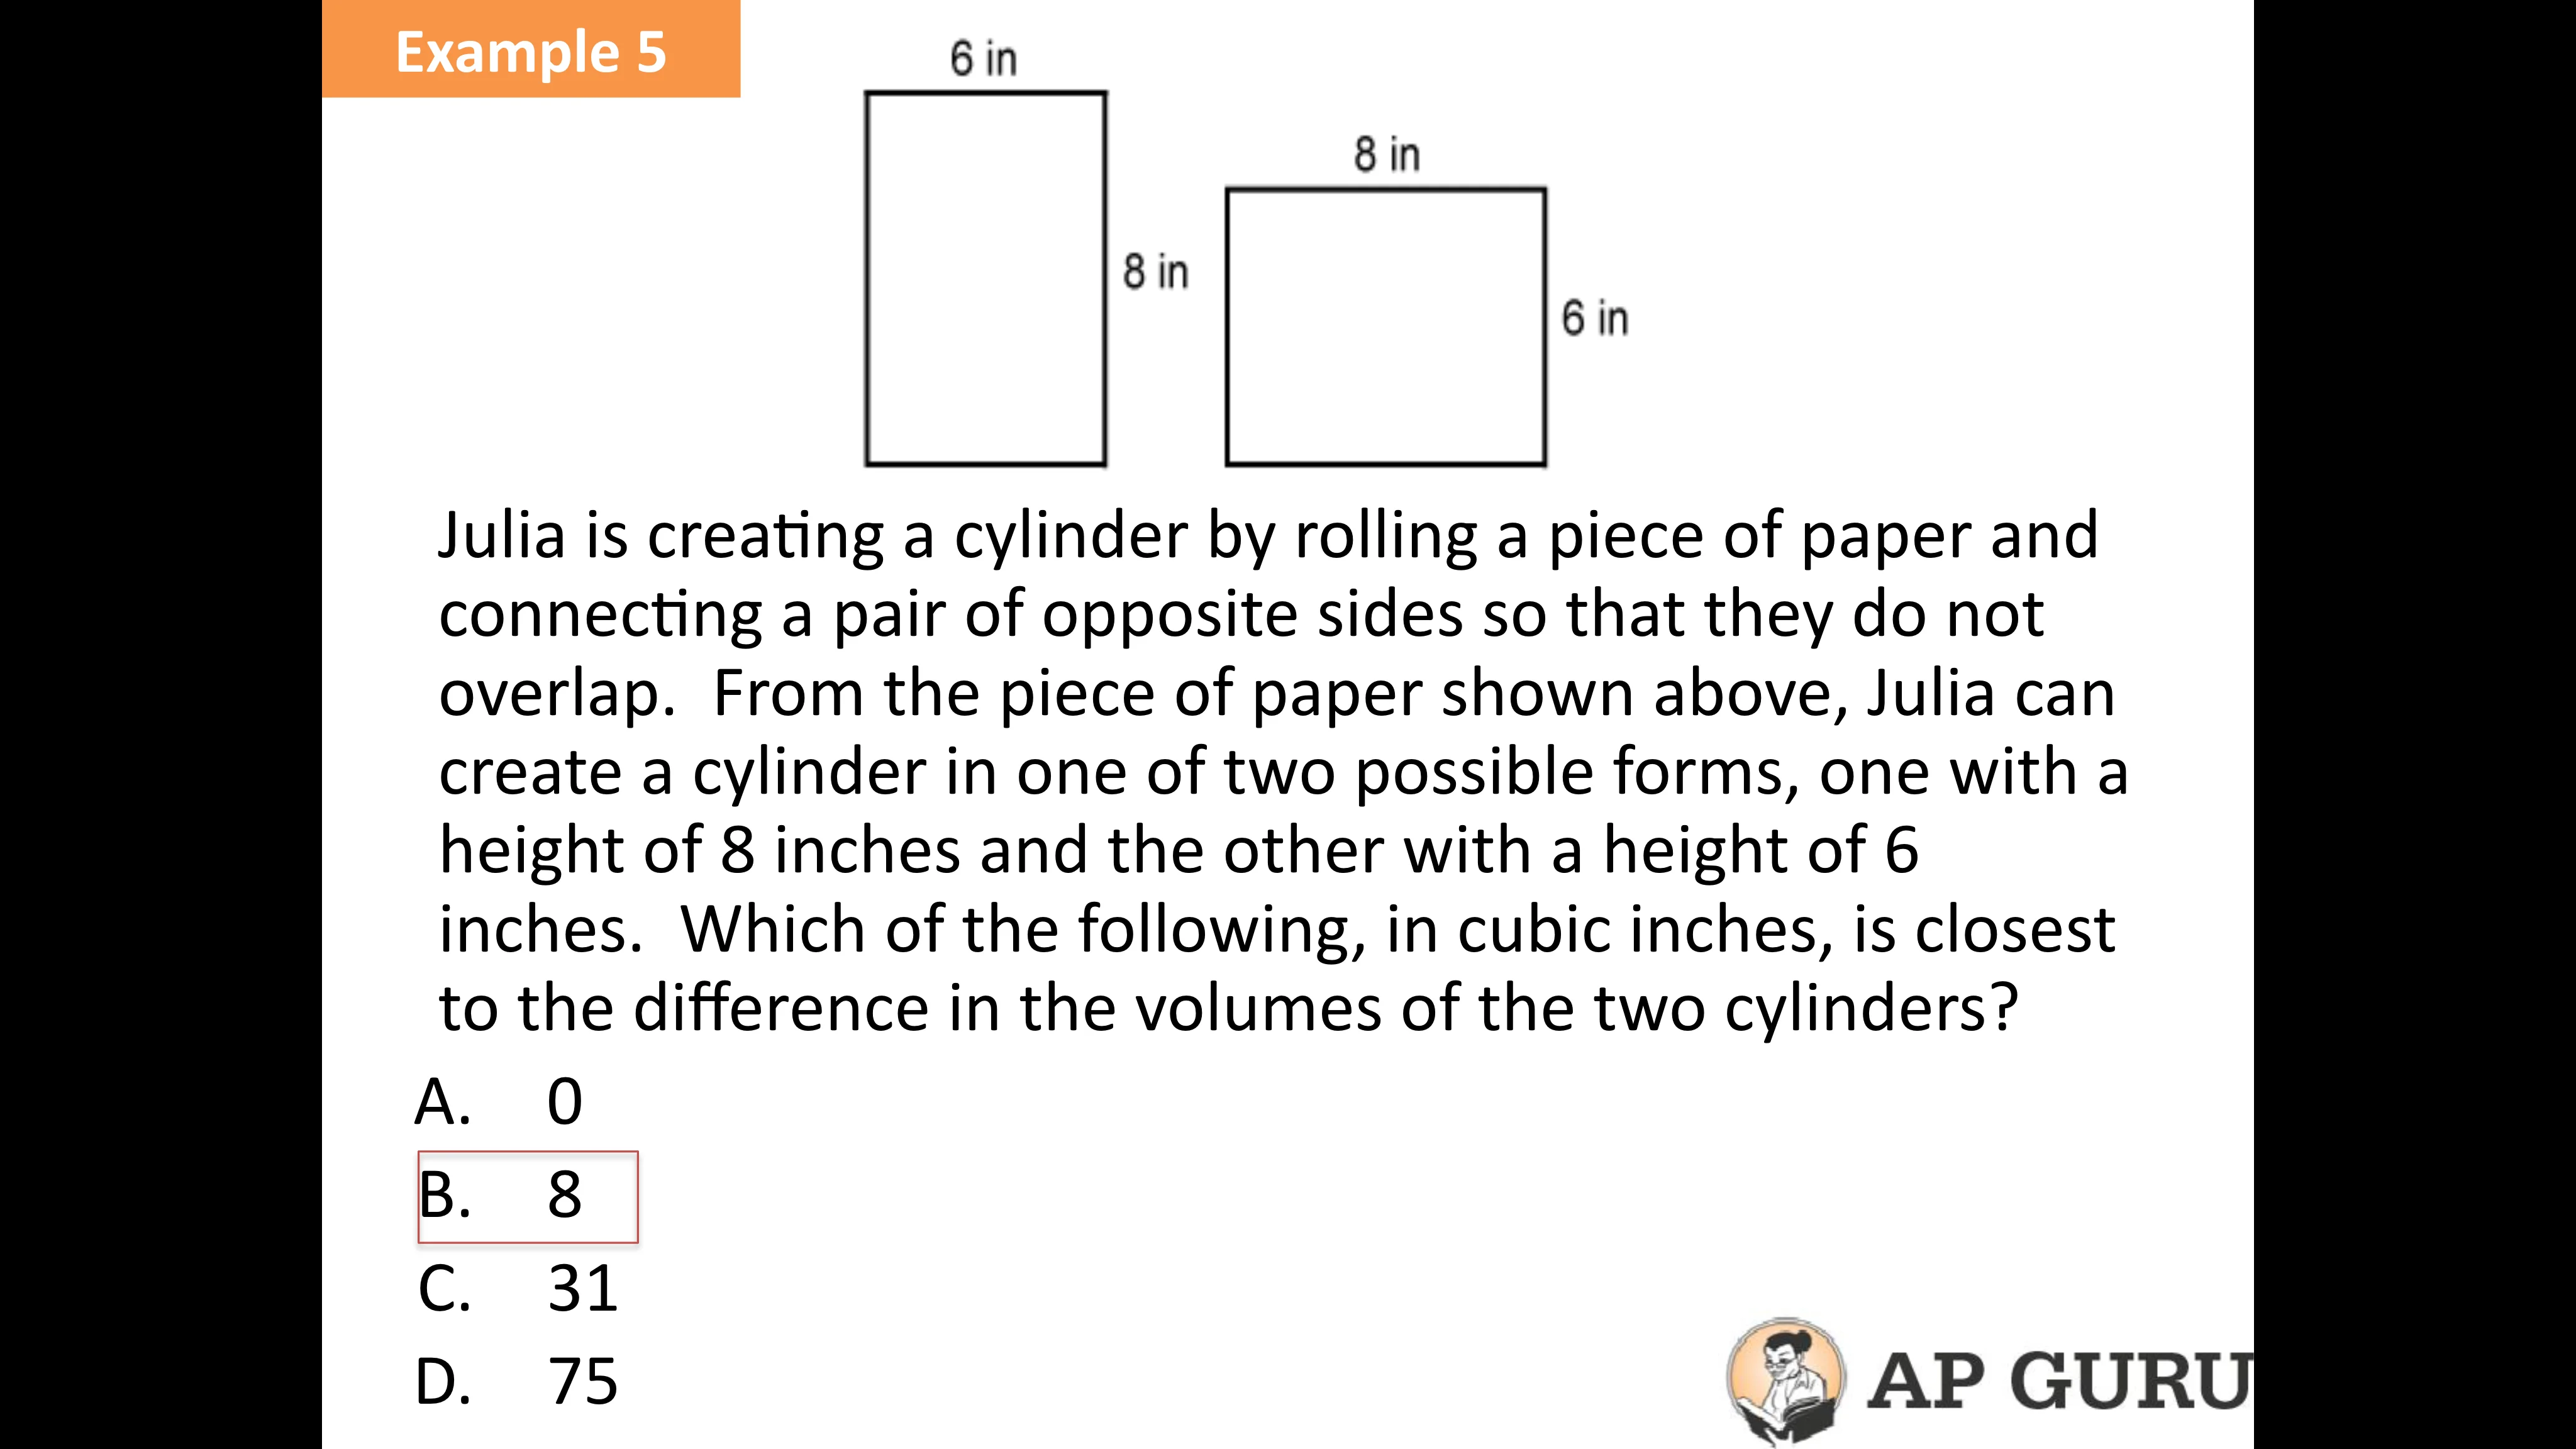 Example 5
6 in
8 in
8 in
6 in
Julia is creating a cylinder by rolling a piece of paper and
connecting a pair of opposite sides so that they do not
overlap.  From the piece of paper shown above, Julia can
create a cylinder in one of two possible forms, one with a
height of 8 inches and the other with a height of 6
inches.  Which of the following, in cubic inches, is closest
to the difference in the volumes of the two cylinders?
A. 0
B. 8
C. 31
D. 75
AP GURU